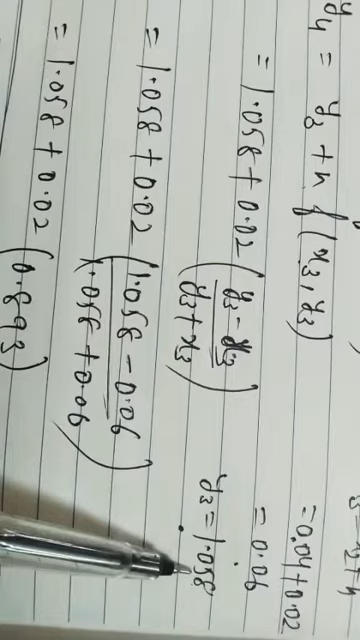 y₄ = y₃ + h f(x₃, y₃)
= 1.058 + 0.02 (y₃ - x₃ / y₃ + x₃)
= 1.058 + 0.02 (1.058 - 0.06 / 1.058 + 0.06)
= 1.058 + 0.02 (0.893)
= 0.04 + 0.02
= 0.06
y₃ = 1.058